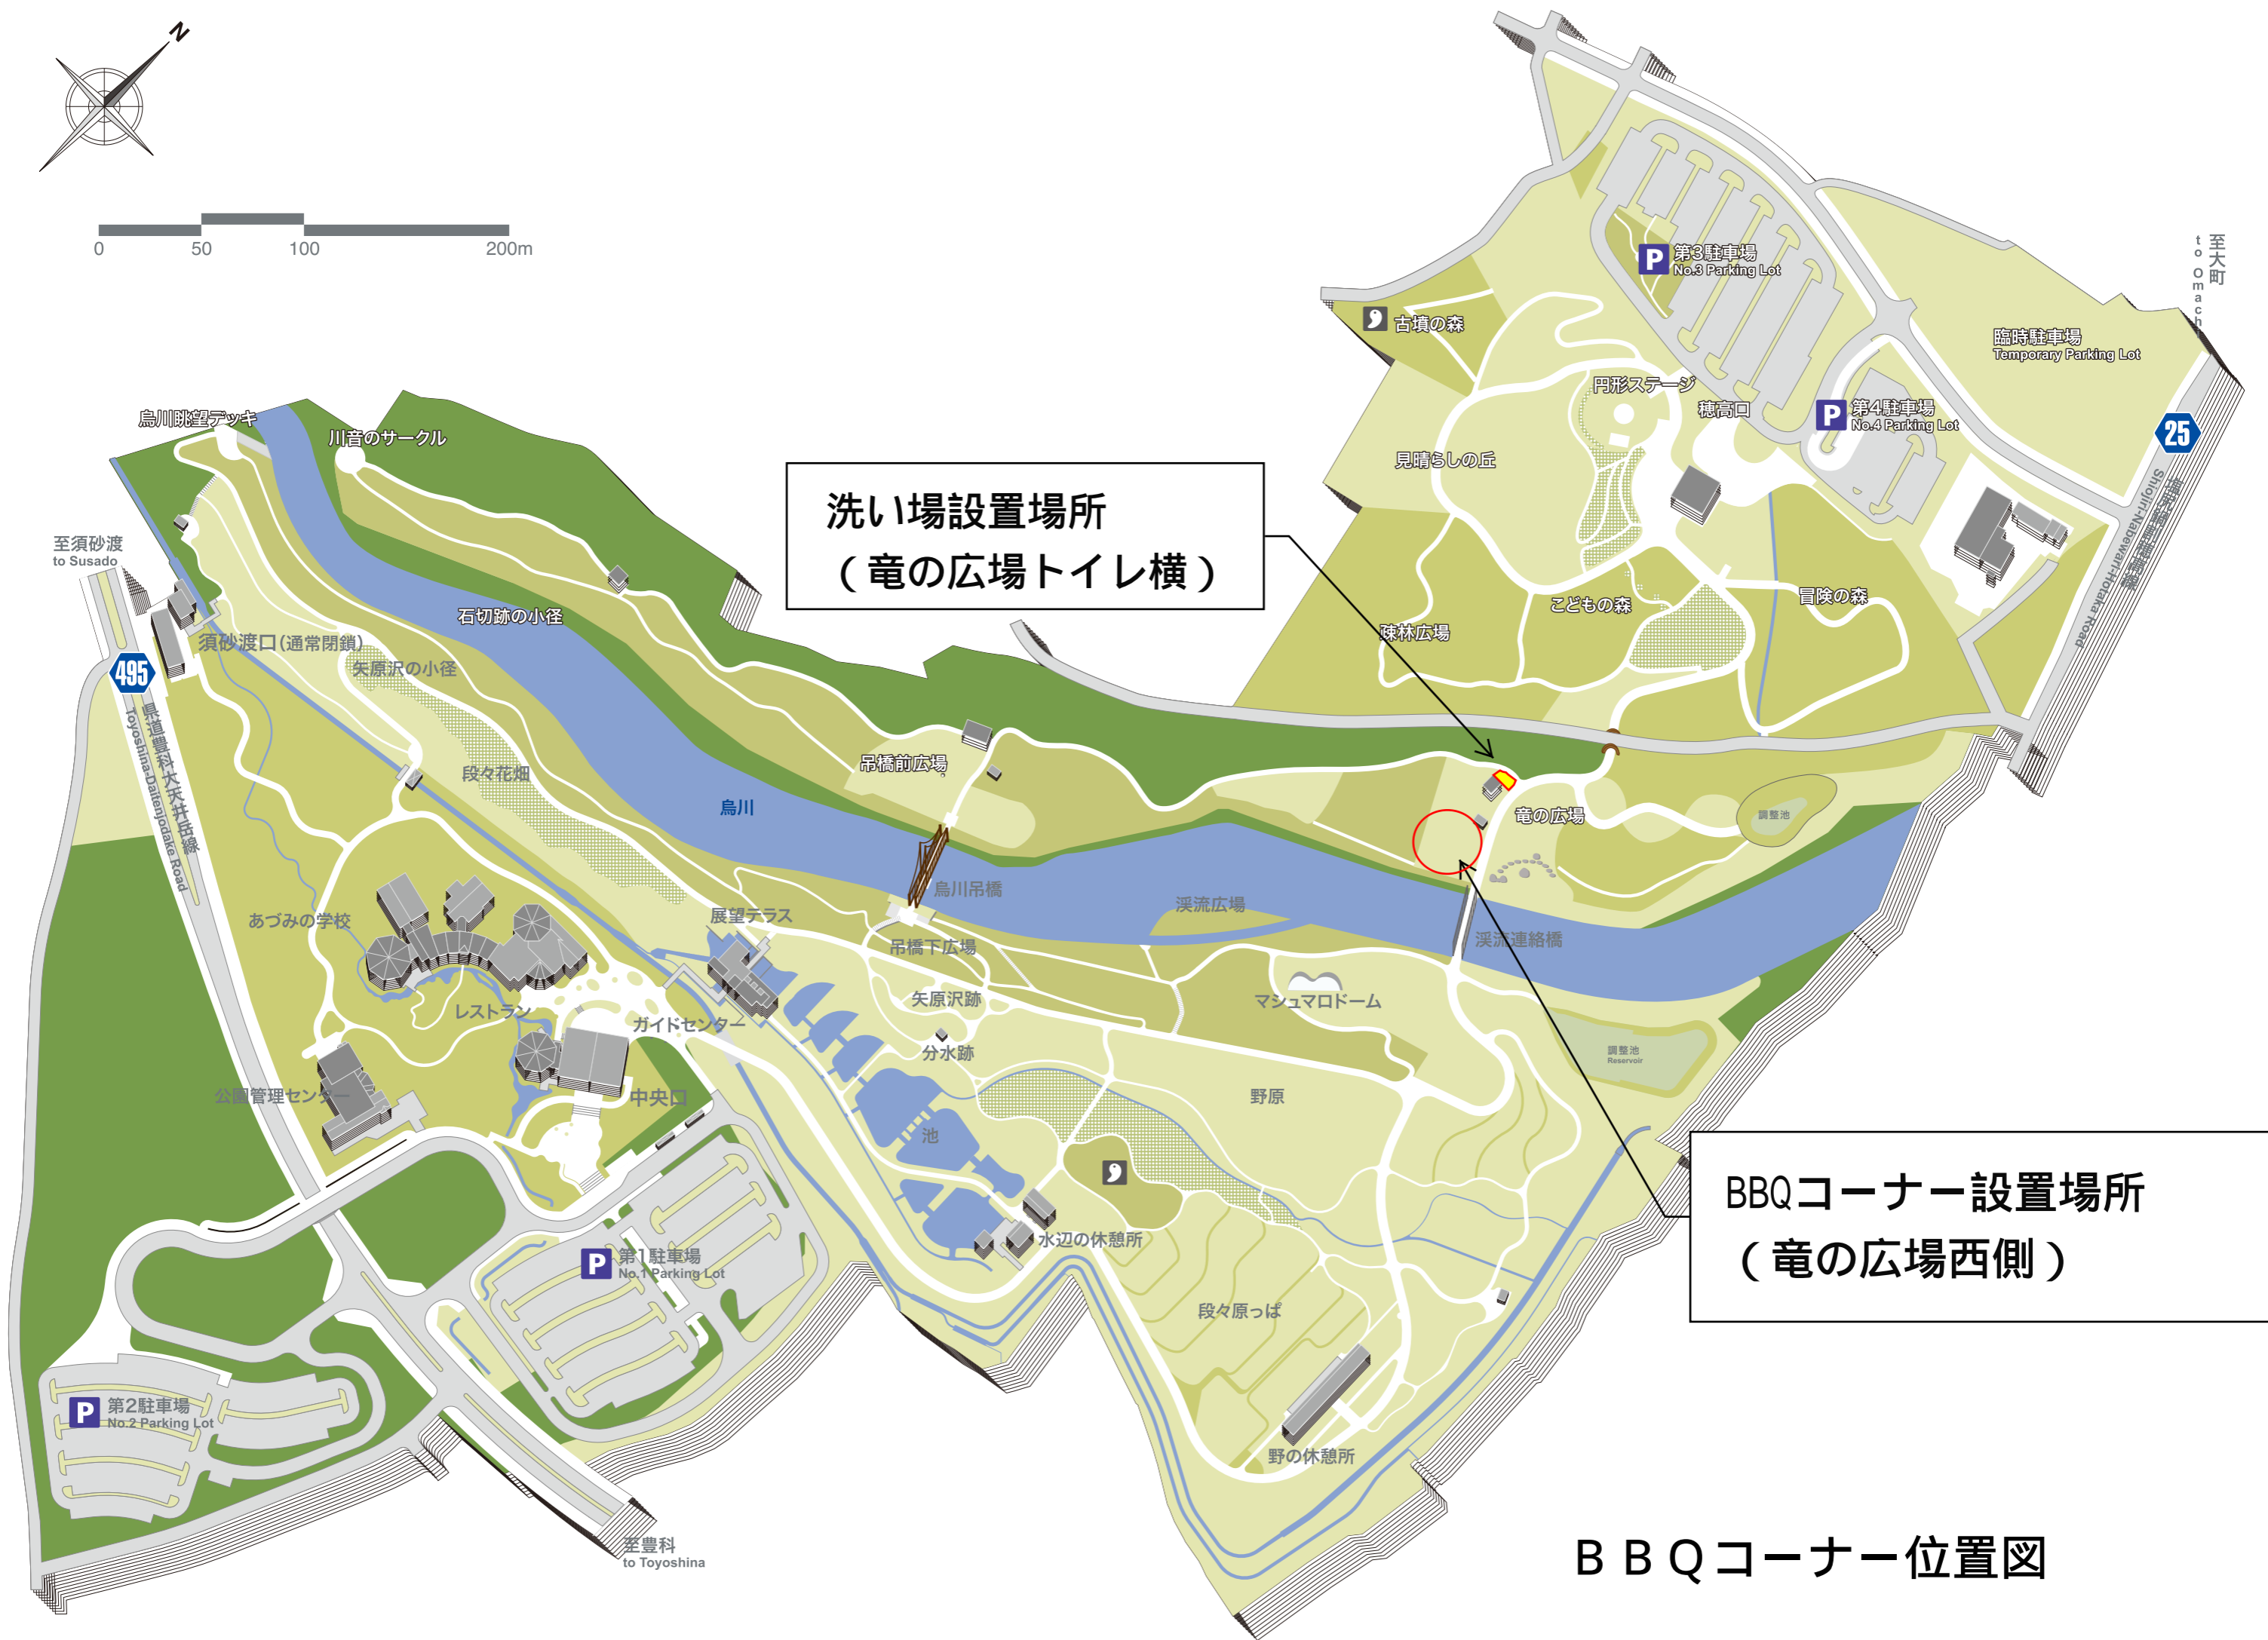 N
0 50 100 200m
至大町
to Omachi
第3駐車場
No.3 Parking Lot
古墳の森
臨時駐車場
Temporary Parking Lot
円形ステージ
穂高口
第4駐車場
No.4 Parking Lot
25
烏川眺望デッキ
川音のサークル
見晴らしの丘
洗い場設置場所
（竜の広場トイレ横）
Shiojiri-Nabewari-Hotaka Road
至須砂渡
to Susado
石切跡の小径
こどもの森
冒険の森
疎林広場
須砂渡口(通常閉鎖)
495
矢原沢の小径
県道豊科大天井岳線
Toyoshina-Daitenjodake Road
段々花畑
吊橋前広場
烏川
竜の広場
調整池
烏川吊橋
あづみの学校
展望テラス
渓流広場
吊橋下広場
渓流連絡橋
レストラン
ガイドセンター
矢原沢跡
マシュマロドーム
分水跡
調整池
Reservoir
公園管理センター
中央口
野原
池
BBQコーナー設置場所
（竜の広場西側）
水辺の休憩所
P 第1駐車場
No.1 Parking Lot
段々原っぱ
P 第2駐車場
No.2 Parking Lot
野の休憩所
至豊科
to Toyoshina
ＢＢＱコーナー位置図